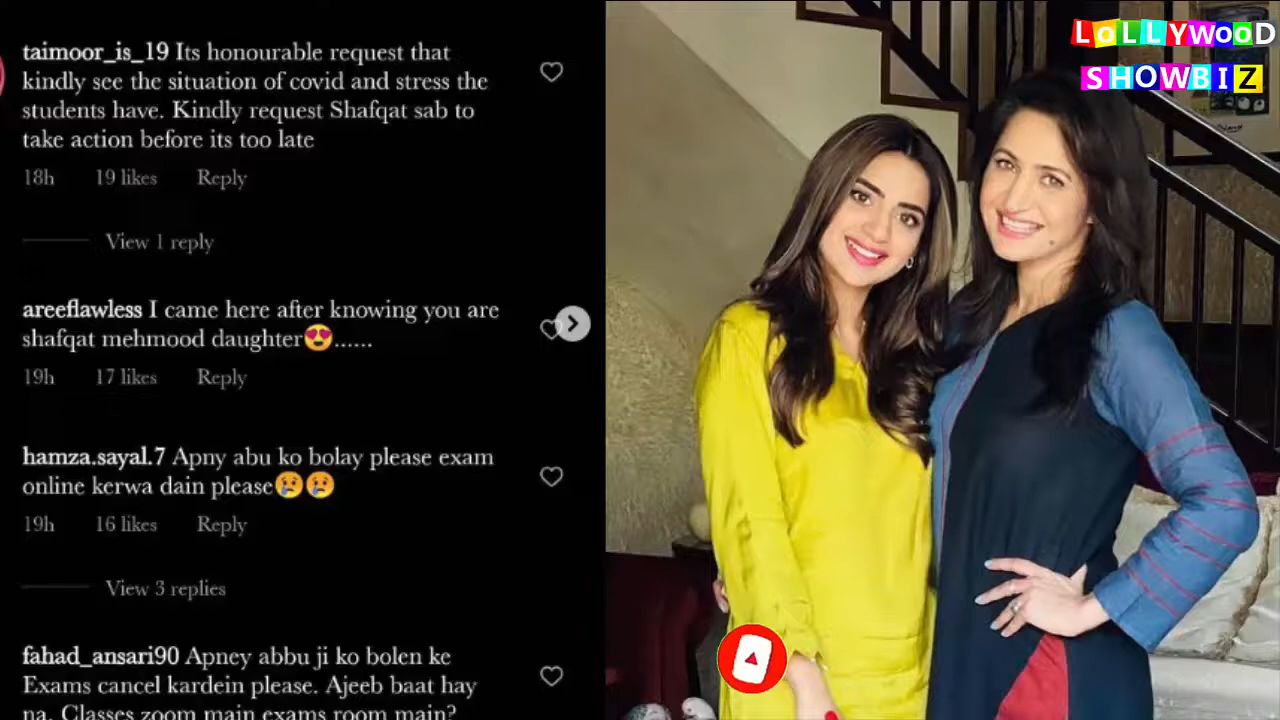 taimoor_is_19 Its honourable request that
kindly see the situation of covid and stress the
students have. Kindly request Shafqat sab to
take action before its too late
18h 19 likes Reply
View 1 reply
areeflawless I came here after knowing you are
shafqat mehmood daughter😍......
19h 17 likes Reply
hamza.sayal.7 Apny abu ko bolay please exam
online kerwa dain please😢😢
19h 16 likes Reply
View 3 replies
fahad_ansari90 Apney abbu ji ko bolen ke
Exams cancel kardein please. Ajeeb baat hay
na. Classes zoom main exams room main?
LOLLYWOOD
SHOWBIZ